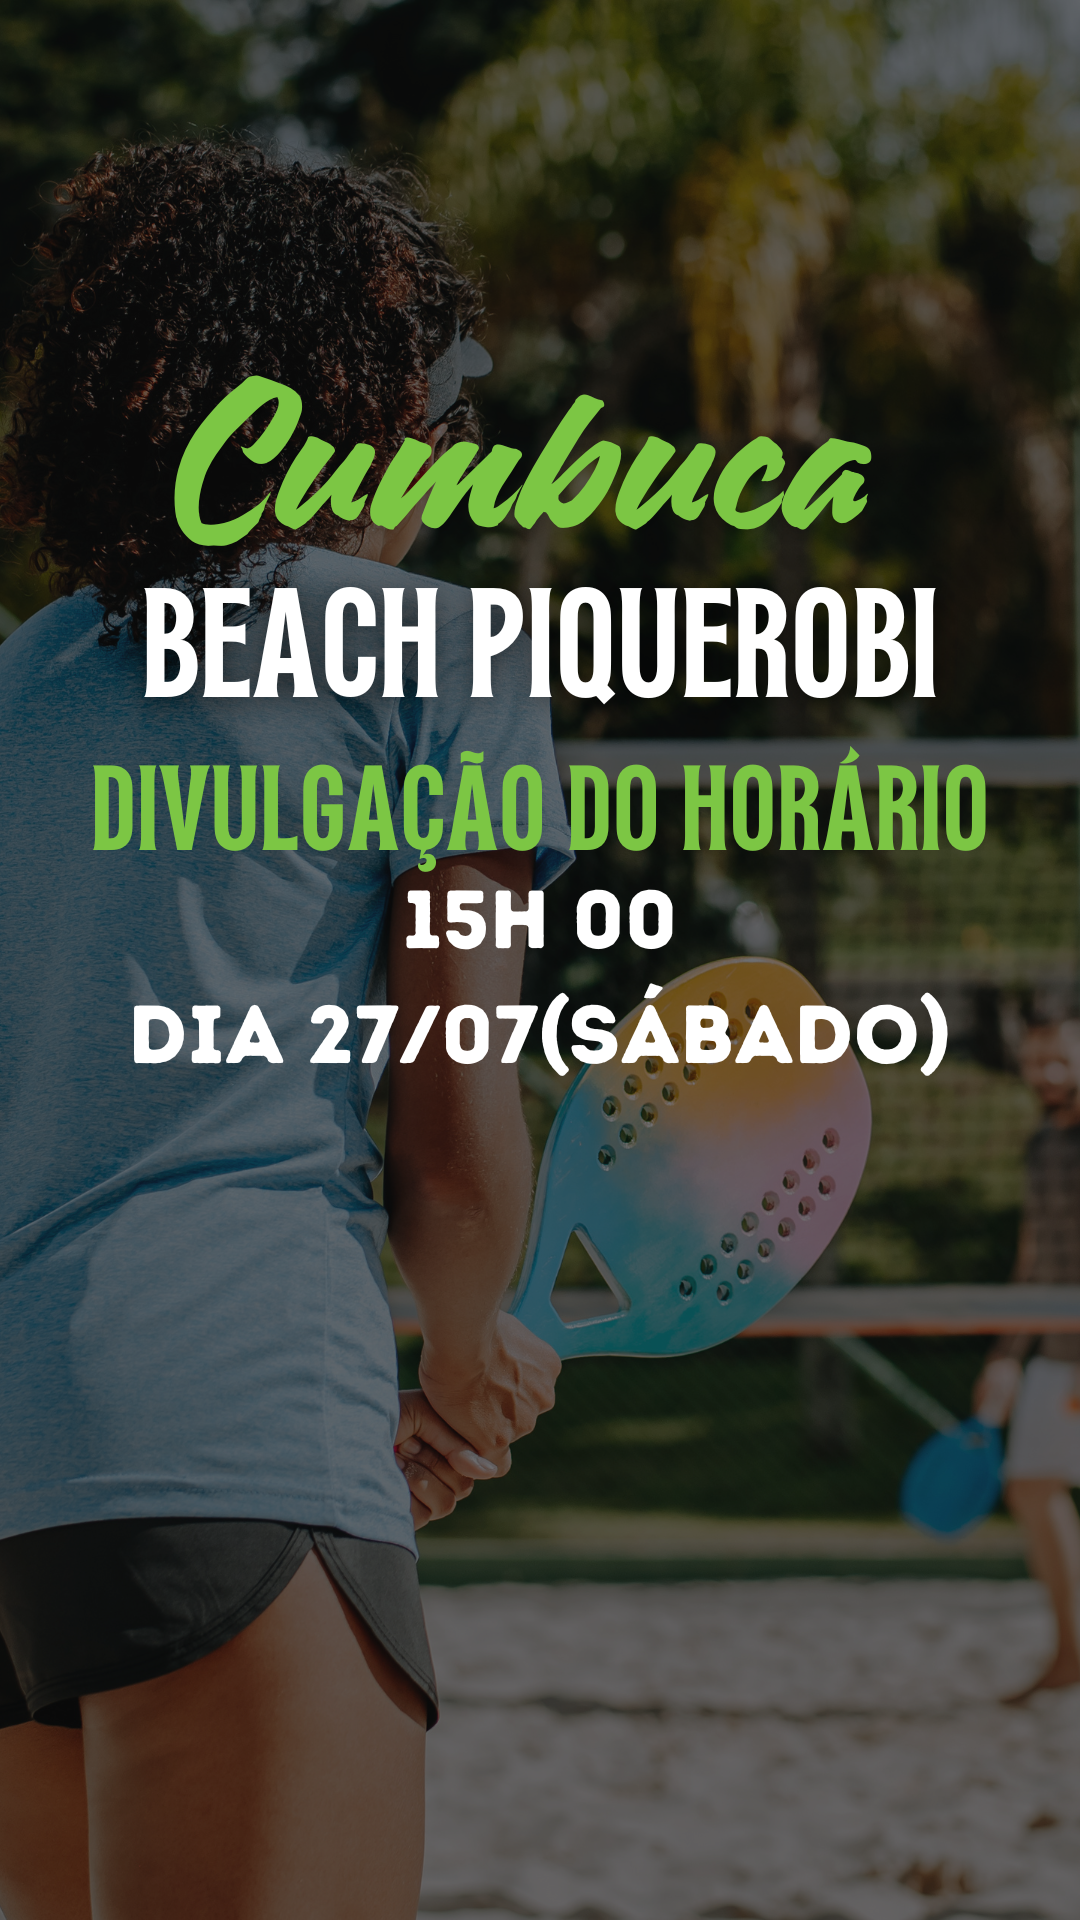 Cumbuca
BEACH PIQUEROBI
DIVULGAÇÃO DO HORÁRIO
15H 00
DIA 27/07(SÁBADO)